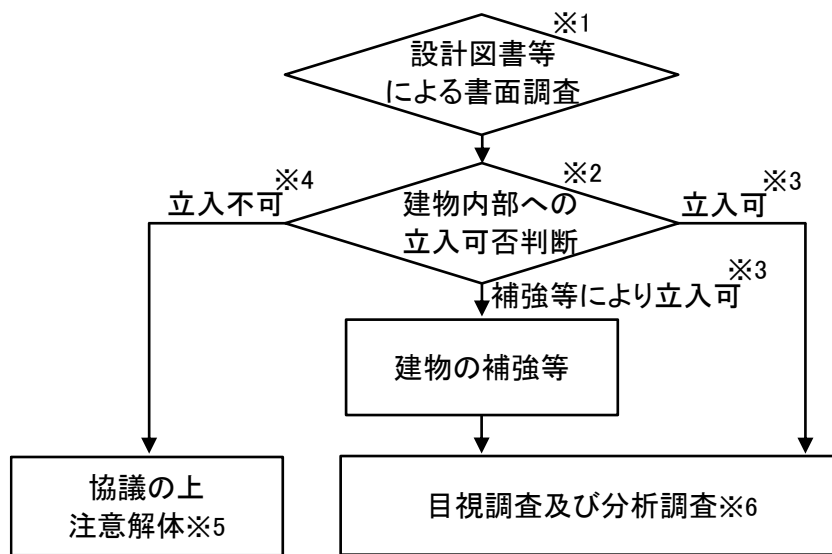 ※1
設計図書等
による書面調査
※2
建物内部への
立入可否判断
立入不可※4
立入可※3
補強等により立入可※3
建物の補強等
協議の上
注意解体※5
目視調査及び分析調査※6